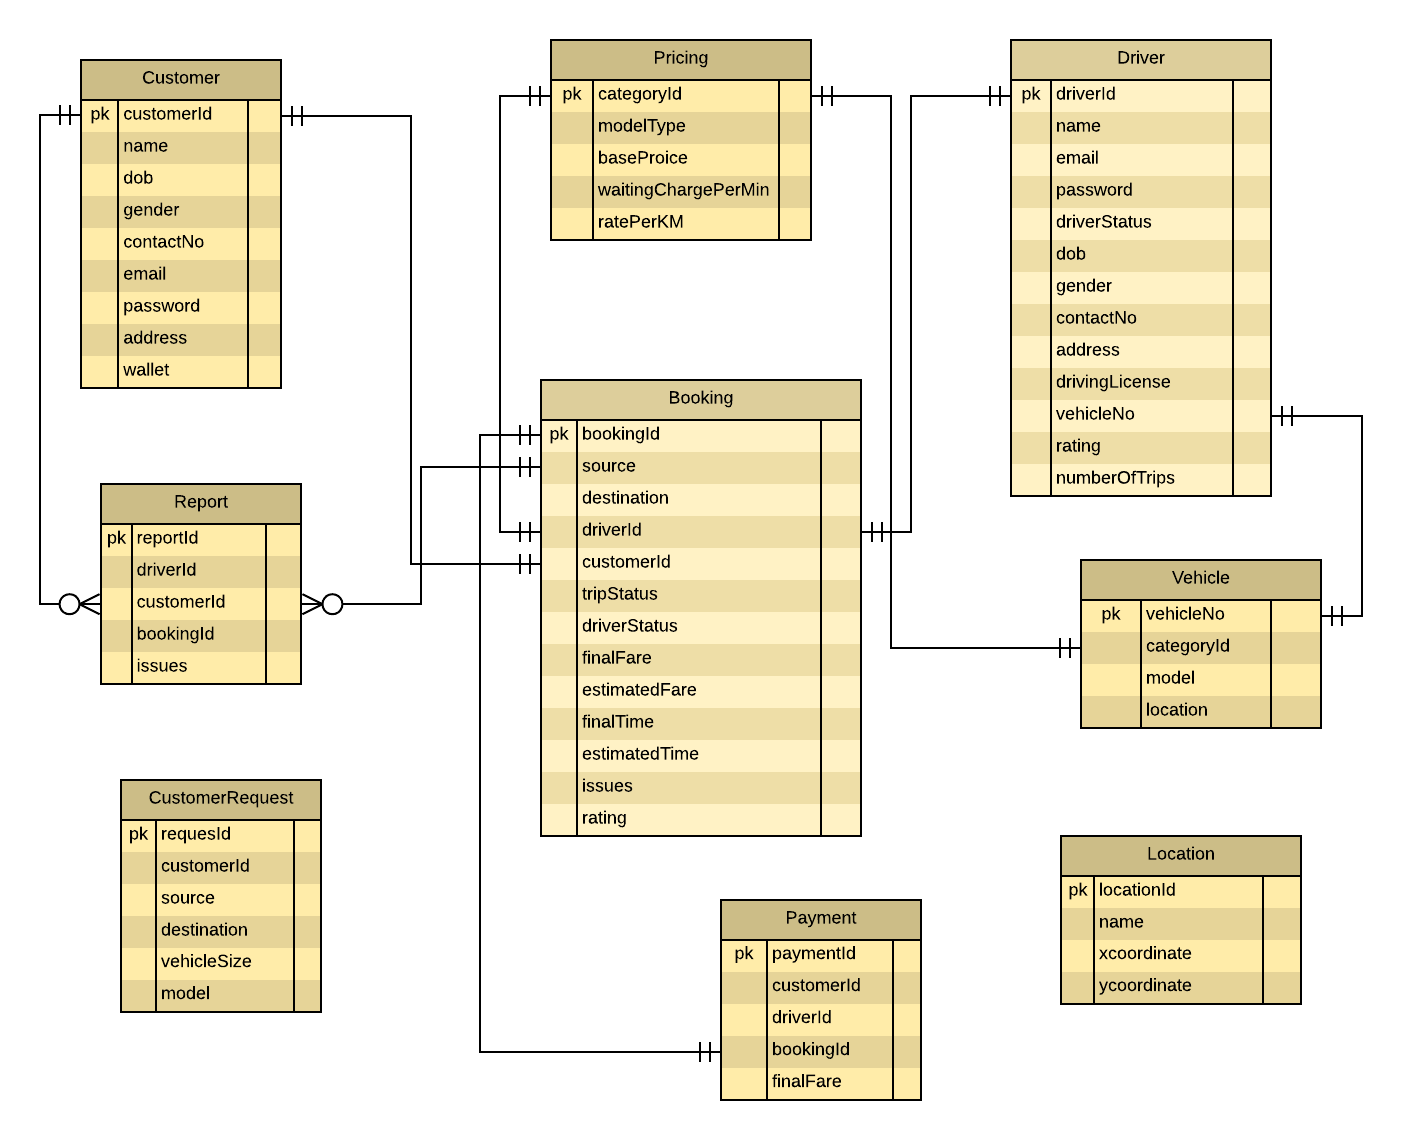 Customer
pk customerId
name
dob
gender
contactNo
email
password
address
wallet
Pricing
pk categoryId
modelType
baseProice
waitingChargePerMin
ratePerKM
Driver
pk driverId
name
email
password
driverStatus
dob
gender
contactNo
address
drivingLicense
vehicleNo
rating
numberOfTrips
Booking
pk bookingId
source
destination
driverId
customerId
tripStatus
driverStatus
finalFare
estimatedFare
finalTime
estimatedTime
issues
rating
Report
pk reportId
driverId
customerId
bookingId
issues
Vehicle
pk vehicleNo
categoryId
model
location
CustomerRequest
pk requesId
customerId
source
destination
vehicleSize
model
Payment
pk paymentId
customerId
driverId
bookingId
finalFare
Location
pk locationId
name
xcoordinate
ycoordinate